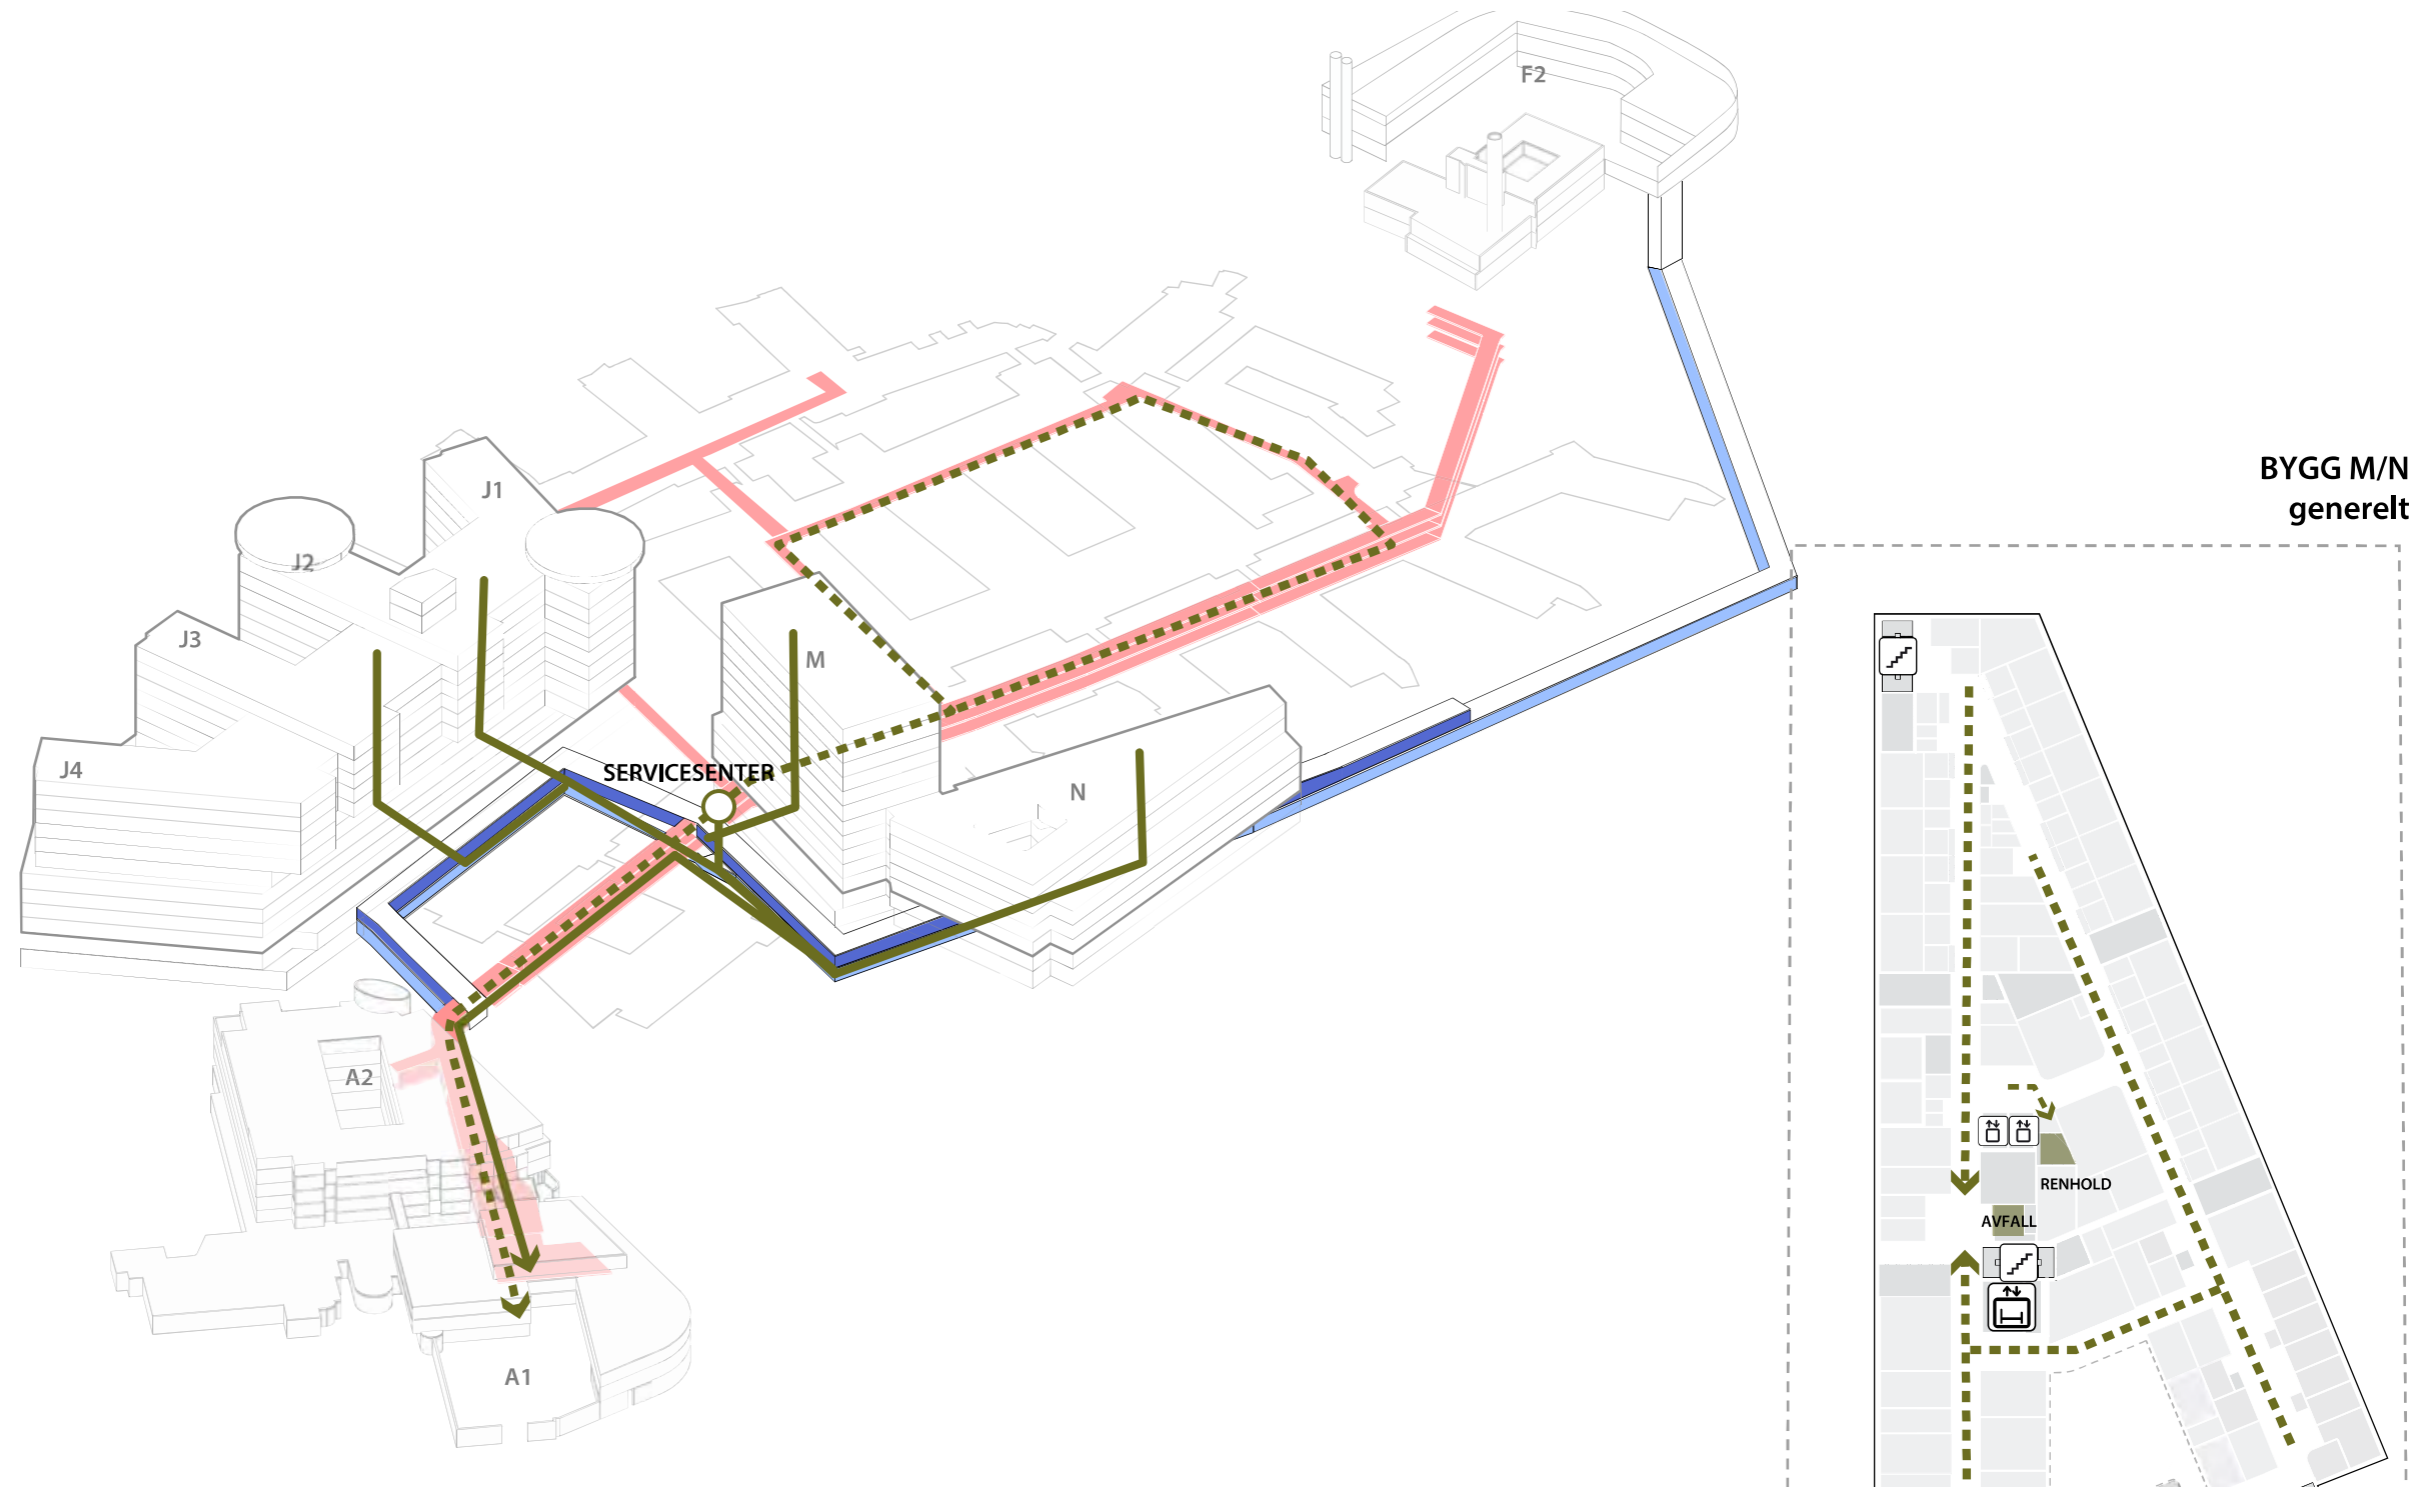 F2
BYGG M/N
generelt
J1
J2
J3
M
J4
SERVICESENTER
N
A2
RENHOLD
AVFALL
A1